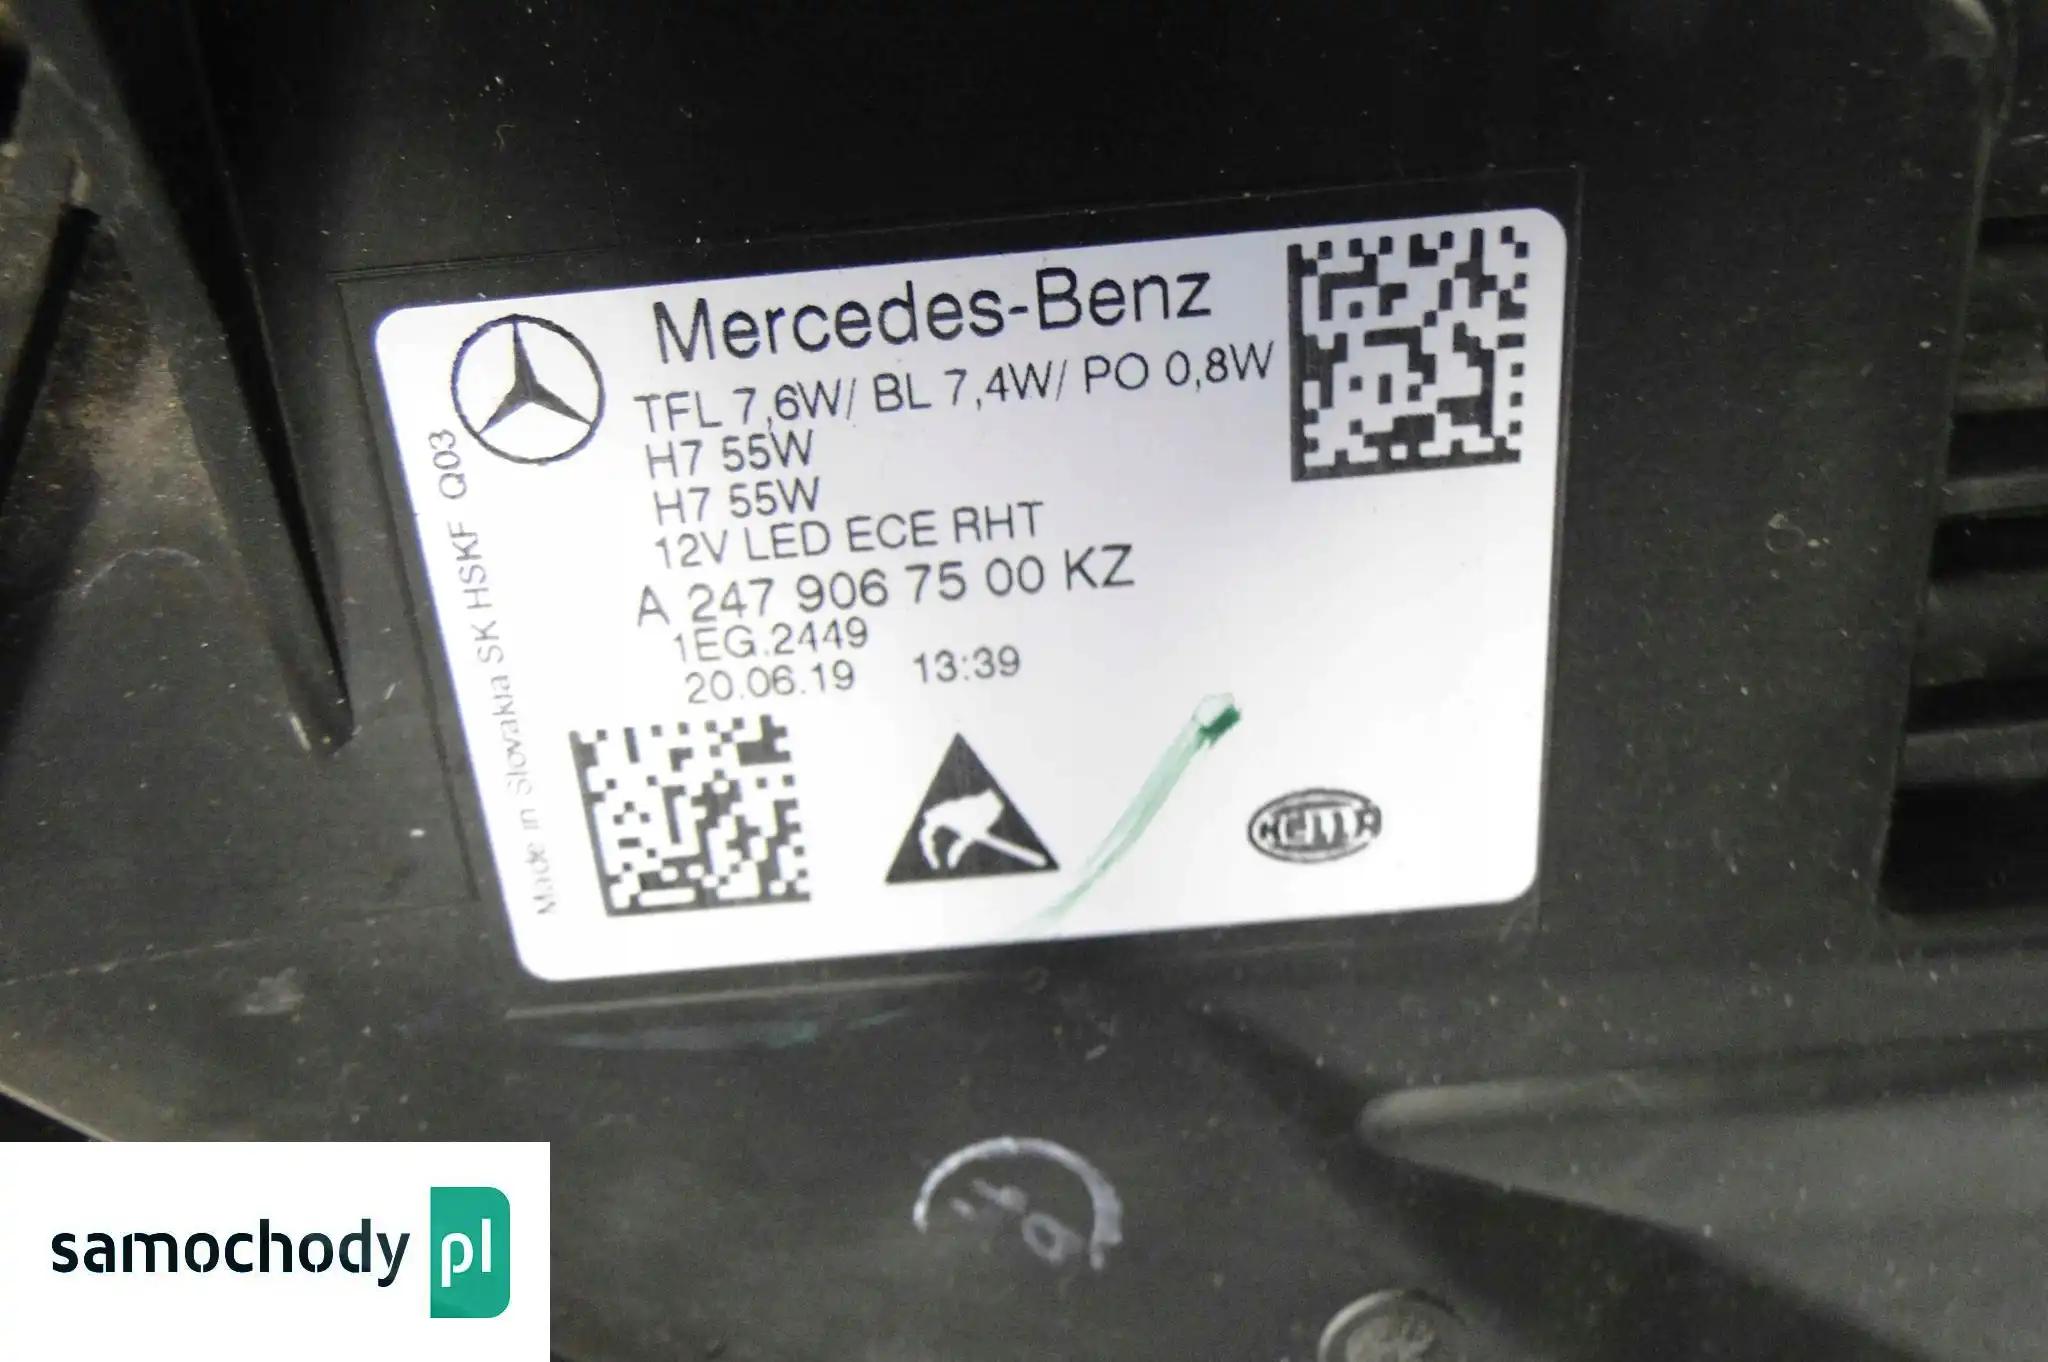 Mercedes-Benz
TFL 7,6W/ BL 7,4W/ PO 0,8W
H7 55W
H7 55W
12V LED ECE RHT
A 247 906 75 00 KZ
1EG.2449
20.06.19 13:39
Made in Slovakia SK HSKF Q03
HELLA
samochody pl